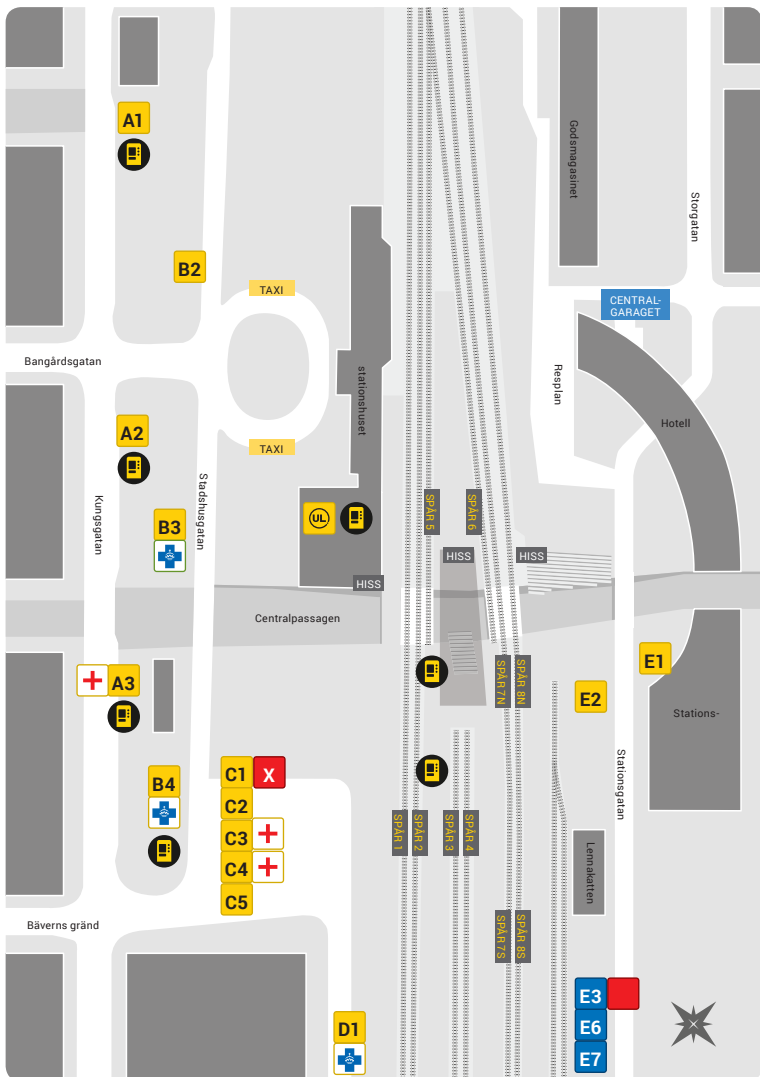 A1
Godsmagasinet
Storgatan
B2
TAXI
CENTRAL-
GARAGET
Bangårdsgatan
stationshuset
Resplan
Hotell
A2
TAXI
Kungsgatan
Stadshusgatan
B3
UL
SPÅR 5
SPÅR 6
HISS
HISS
HISS
Centralpassagen
A3
E1
E2
SPÅR 7N
SPÅR 8N
Stations-
Stationsgatan
B4
C1
X
C2
C3
C4
C5
SPÅR 1
SPÅR 2
SPÅR 3
SPÅR 4
Lennakatten
Bäverns gränd
SPÅR 7S
SPÅR 8S
E3
E6
E7
D1